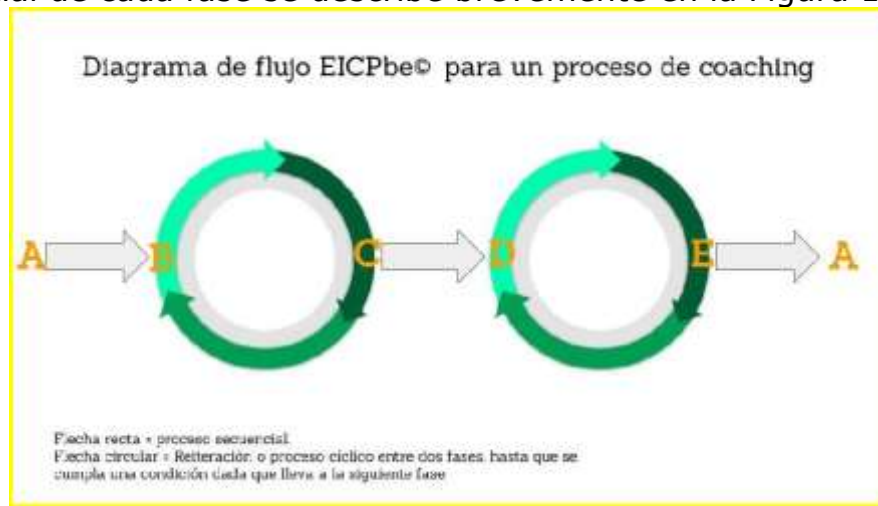 nal de cada fase se describe brevemente en la Figura 1
Diagrama de flujo EICPbe© para un proceso de coaching
A B C D E A
Flecha recta = proceso secuencial
Flecha circular = Reiteración o proceso cíclico entre dos fases, hasta que se
cumpla una condición dada que lleva a la siguiente fase